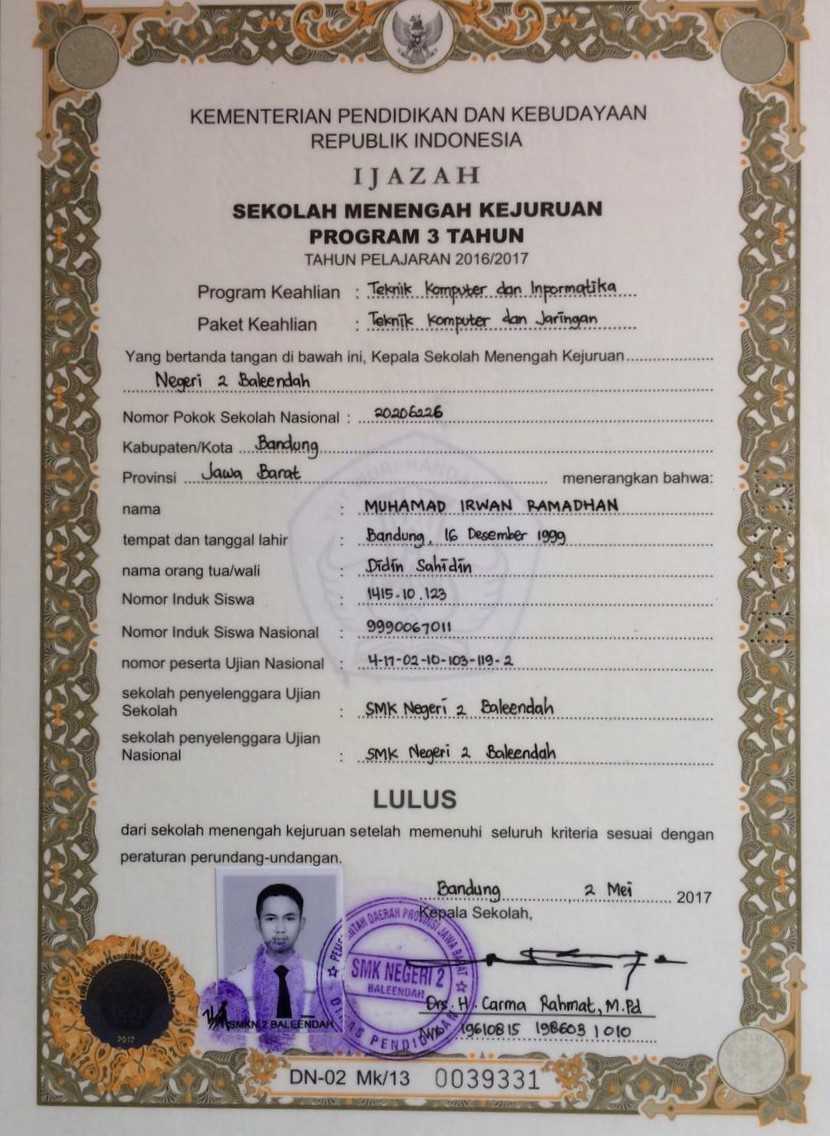 KEMENTERIAN PENDIDIKAN DAN KEBUDAYAAN
REPUBLIK INDONESIA
IJAZAH
SEKOLAH MENENGAH KEJURUAN
PROGRAM 3 TAHUN
TAHUN PELAJARAN 2016/2017
Program Keahlian : Teknik Komputer dan Inpormatika
Paket Keahlian : Teknik Komputer dan Jaringan
Yang bertanda tangan di bawah ini, Kepala Sekolah Menengah Kejuruan
Negeri 2 Baleendah
Nomor Pokok Sekolah Nasional : 20206226
Kabupaten/Kota Bandung
Provinsi Jawa Barat menerangkan bahwa:
nama : MUHAMAD IRWAN RAMADHAN
tempat dan tanggal lahir : Bandung, 16 Desember 1999
nama orang tua/wali : Didin Sahidin
Nomor Induk Siswa : 1415.10.123
Nomor Induk Siswa Nasional : 9990067011
nomor peserta Ujian Nasional : 4-17-02-10-103-119-2
sekolah penyelenggara Ujian
Sekolah : SMK Negeri 2 Baleendah
sekolah penyelenggara Ujian
Nasional : SMK Negeri 2 Baleendah
LULUS
dari sekolah menengah kejuruan setelah memenuhi seluruh kriteria sesuai dengan
peraturan perundang-undangan.
Bandung, 2 Mei 2017
Kepala Sekolah,
PEMERINTAH DAERAH PROVINSI JAWA BARAT
SMK NEGERI 2
BALEENDAH
DINAS PENDIDIKAN
Drs. H. Carma Rahmat, M.Pd
NIP 19610815 198603 1 010
SMKN 2 BALEENDAH
2017
DN-02 Mk/13 0039331